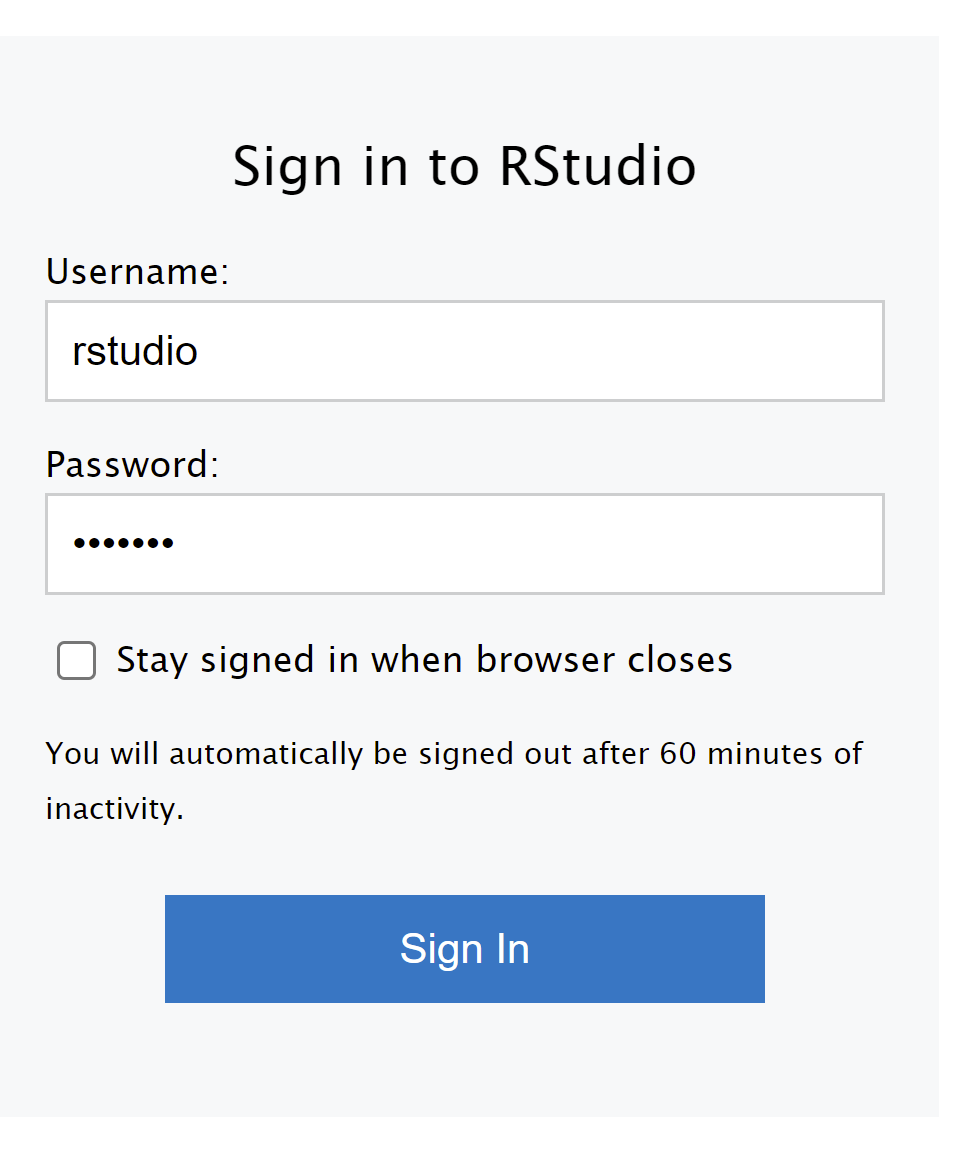 Sign in to RStudio
Username:
rstudio
Password:
•••••••
Stay signed in when browser closes
You will automatically be signed out after 60 minutes of
inactivity.
Sign In